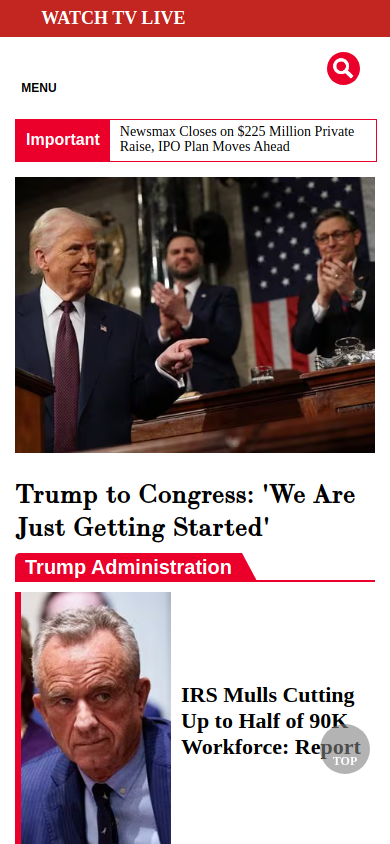 WATCH TV LIVE
MENU
Important
Newsmax Closes on $225 Million Private
Raise, IPO Plan Moves Ahead
Trump to Congress: 'We Are
Just Getting Started'
Trump Administration
IRS Mulls Cutting
Up to Half of 90K
Workforce: Report
TOP